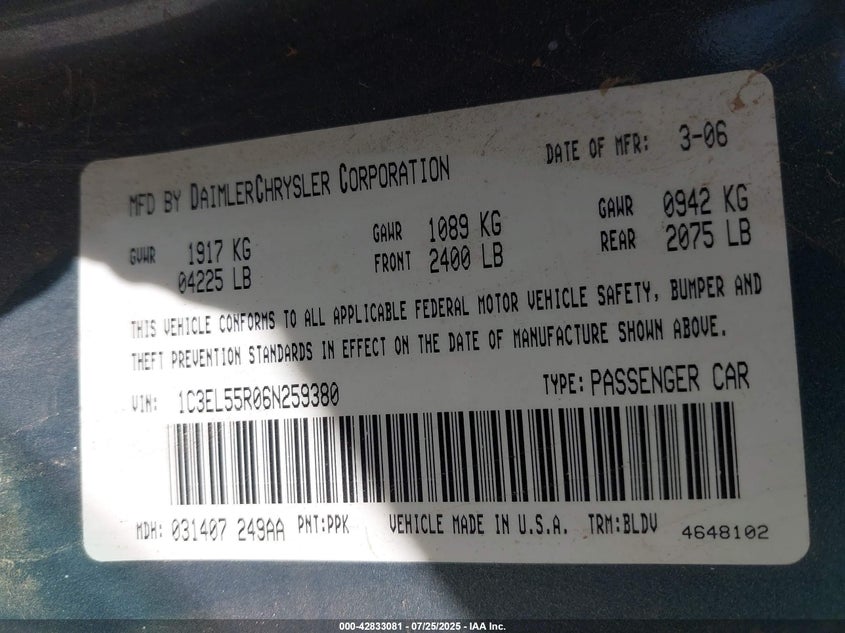 MFD BY DAIMLERCHRYSLER CORPORATION DATE OF MFR: 3-06
GVWR 1917 KG GAWR 1089 KG GAWR 0942 KG
04225 LB FRONT 2400 LB REAR 2075 LB
THIS VEHICLE CONFORMS TO ALL APPLICABLE FEDERAL MOTOR VEHICLE SAFETY, BUMPER AND
THEFT PREVENTION STANDARDS IN EFFECT ON THE DATE OF MANUFACTURE SHOWN ABOVE.
VIN: 1C3EL55R06N259380 TYPE: PASSENGER CAR
MDH: 031407 249AA PNT:PPK VEHICLE MADE IN U.S.A. TRM:BLDV 4648102
000-42833081 - 07/25/2025 - IAA Inc.